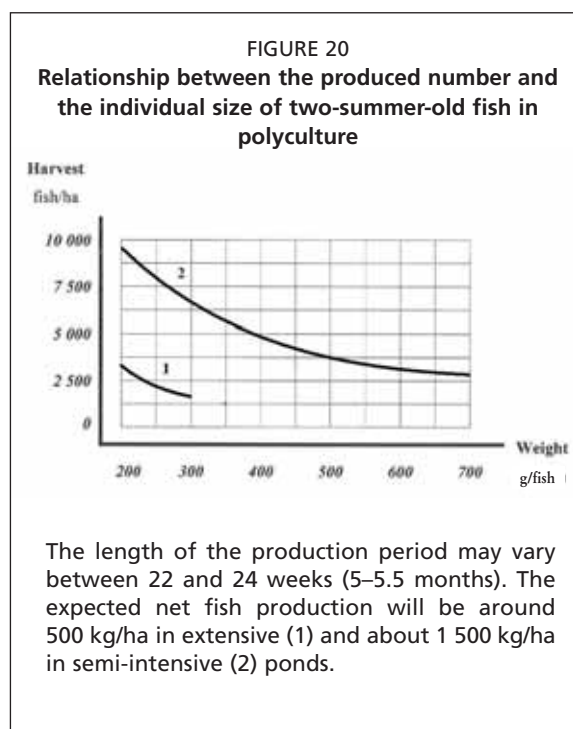 FIGURE 20
Relationship between the produced number and
the individual size of two-summer-old fish in
polyculture
Harvest
fish/ha
10 000
2
7 500
5 000
1
2 500
0
Weight
200 300 400 500 600 700 g/fish
The length of the production period may vary
between 22 and 24 weeks (5–5.5 months). The
expected net fish production will be around
500 kg/ha in extensive (1) and about 1 500 kg/ha
in semi-intensive (2) ponds.